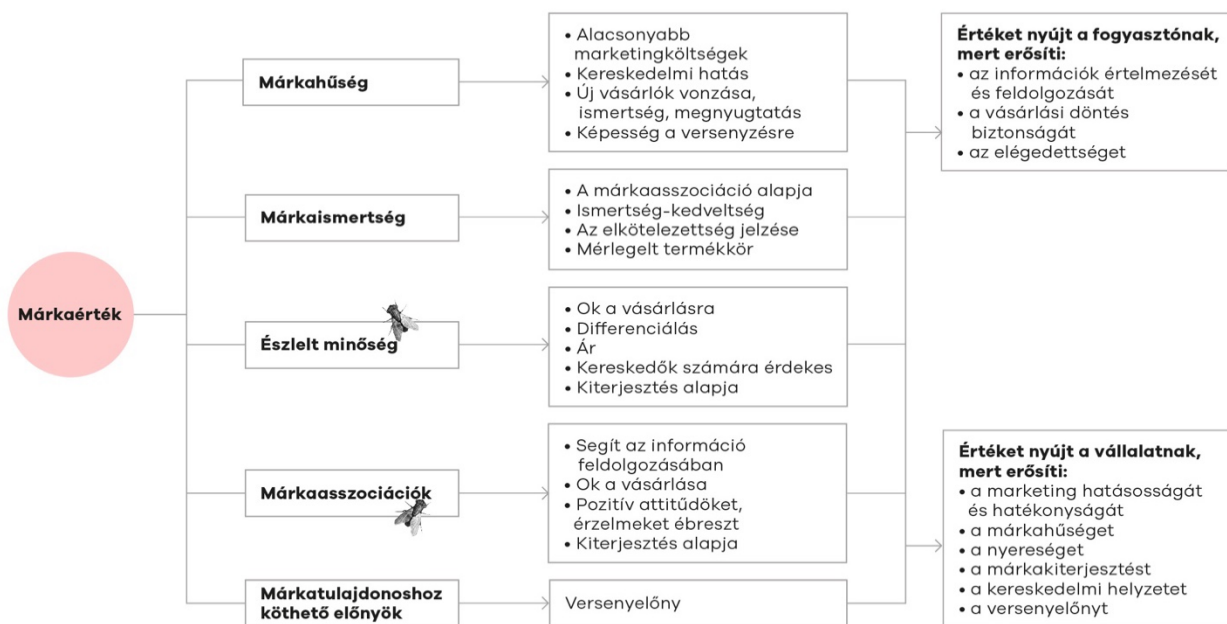 Márkaérték
Márkahűség
• Alacsonyabb
marketingköltségek
• Kereskedelmi hatás
• Új vásárlók vonzása,
ismertség, megnyugtatás
• Képesség a versenyzésre
Márkaismertség
• A márkaasszociáció alapja
• Ismertség-kedveltség
• Az elkötelezettség jelzése
• Mérlegelt termékkör
Észlelt minőség
• Ok a vásárlásra
• Differenciálás
• Ár
• Kereskedők számára érdekes
• Kiterjesztés alapja
Márkaasszociációk
• Segít az információ
feldolgozásában
• Ok a vásárlása
• Pozitív attitűdöket,
érzelmeket ébreszt
• Kiterjesztés alapja
Márkatulajdonoshoz
köthető előnyök
Versenyelőny
Értéket nyújt a fogyasztónak,
mert erősíti:
• az információk értelmezését
és feldolgozását
• a vásárlási döntés
biztonságát
• az elégedettséget
Értéket nyújt a vállalatnak,
mert erősíti:
• a marketing hatásosságát
és hatékonyságát
• a márkahűséget
• a nyereséget
• a márkakiterjesztést
• a kereskedelmi helyzetet
• a versenyelőnyt